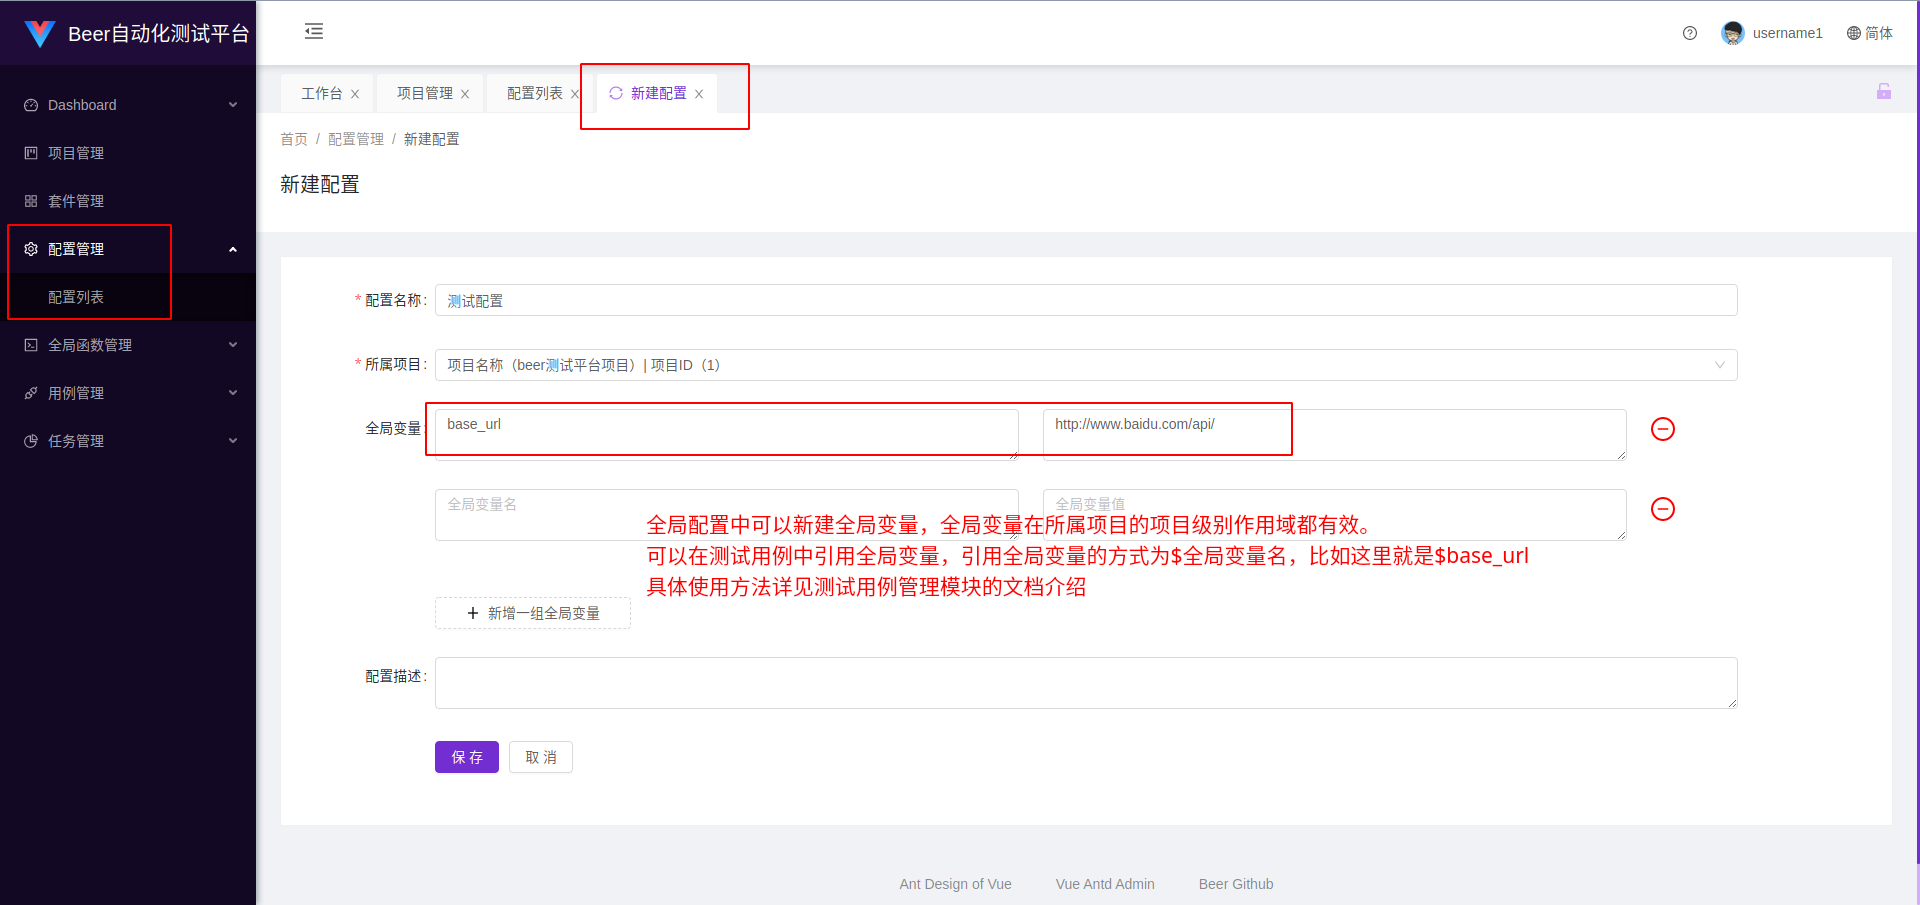 Beer自动化测试平台
username1
简体
Dashboard
项目管理
套件管理
配置管理
配置列表
全局函数管理
用例管理
任务管理
工作台
项目管理
配置列表
新建配置
首页 / 配置管理 / 新建配置
新建配置
* 配置名称: 测试配置
* 所属项目: 项目名称（beer测试平台项目）| 项目ID（1）
全局变量: base_url http://www.baidu.com/api/
全局变量名 全局变量值
全局配置中可以新建全局变量，全局变量在所属项目的项目级别作用域都有效。
可以在测试用例中引用全局变量，引用全局变量的方式为$全局变量名，比如这里就是$base_url
具体使用方法详见测试用例管理模块的文档介绍
+ 新增一组全局变量
配置描述:
保 存 取 消
Ant Design of Vue Vue Antd Admin Beer Github